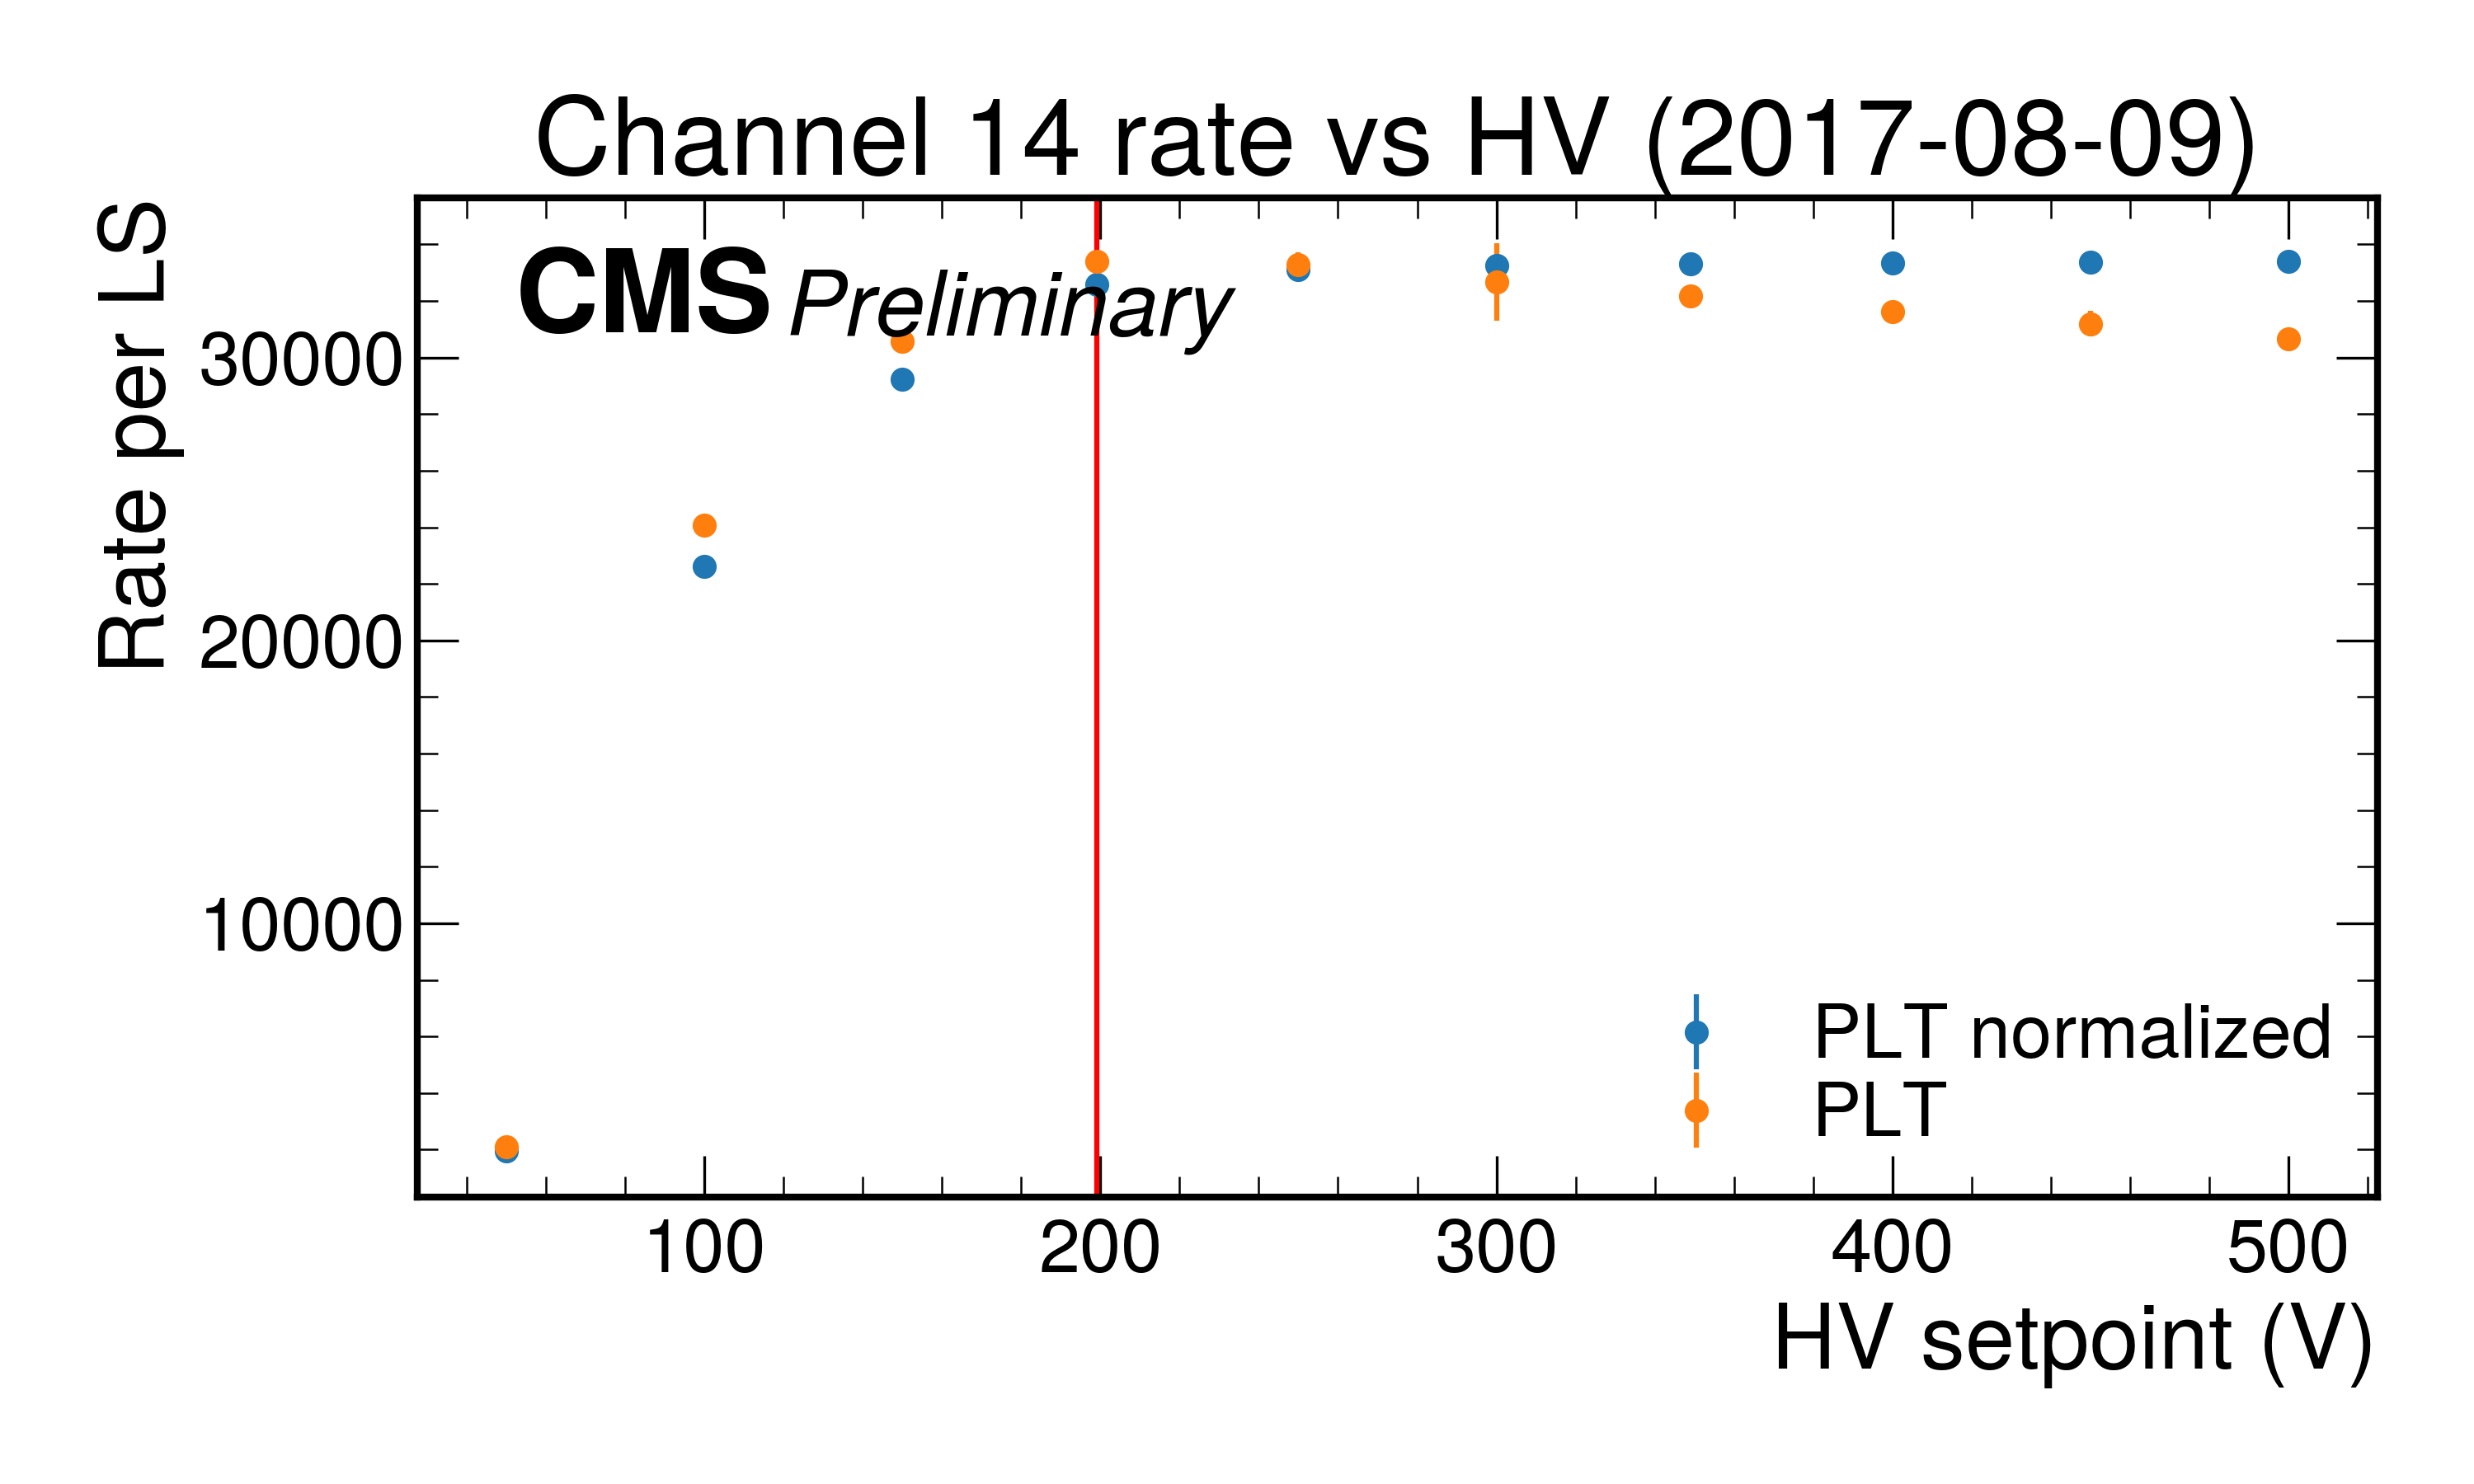 Channel 14 rate vs HV (2017-08-09)
Rate per LS
CMS Preliminary
30000
20000
10000
PLT normalized
PLT
100 200 300 400 500
HV setpoint (V)